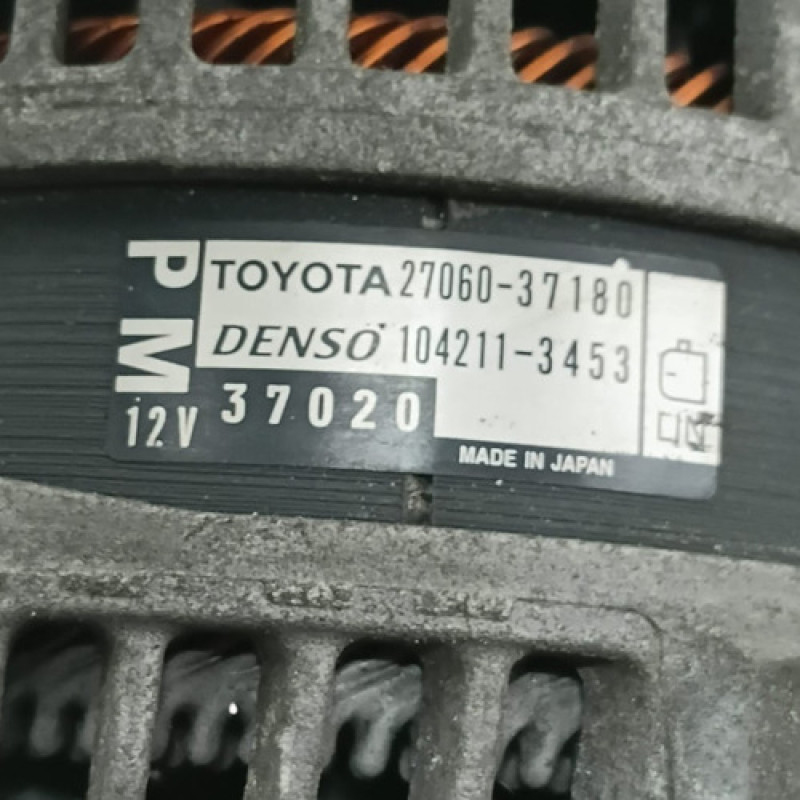 PM
TOYOTA 27060-37180
DENSO 104211-3453
12V 37020
MADE IN JAPAN